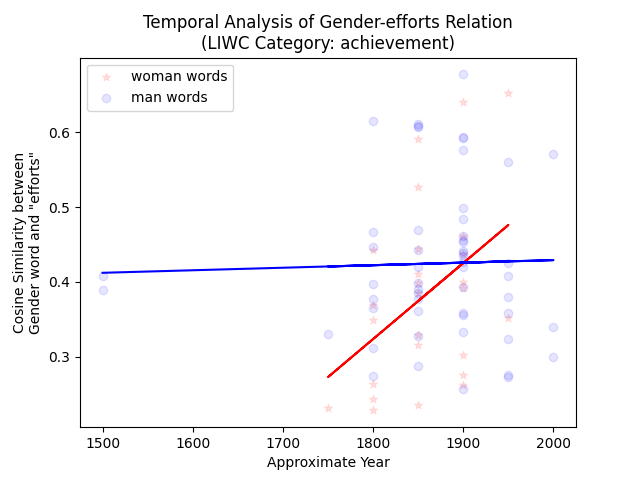 Temporal Analysis of Gender-efforts Relation
(LIWC Category: achievement)
woman words
man words
Cosine Similarity between
Gender word and "efforts"
0.6
0.5
0.4
0.3
1500
1600
1700
1800
1900
2000
Approximate Year